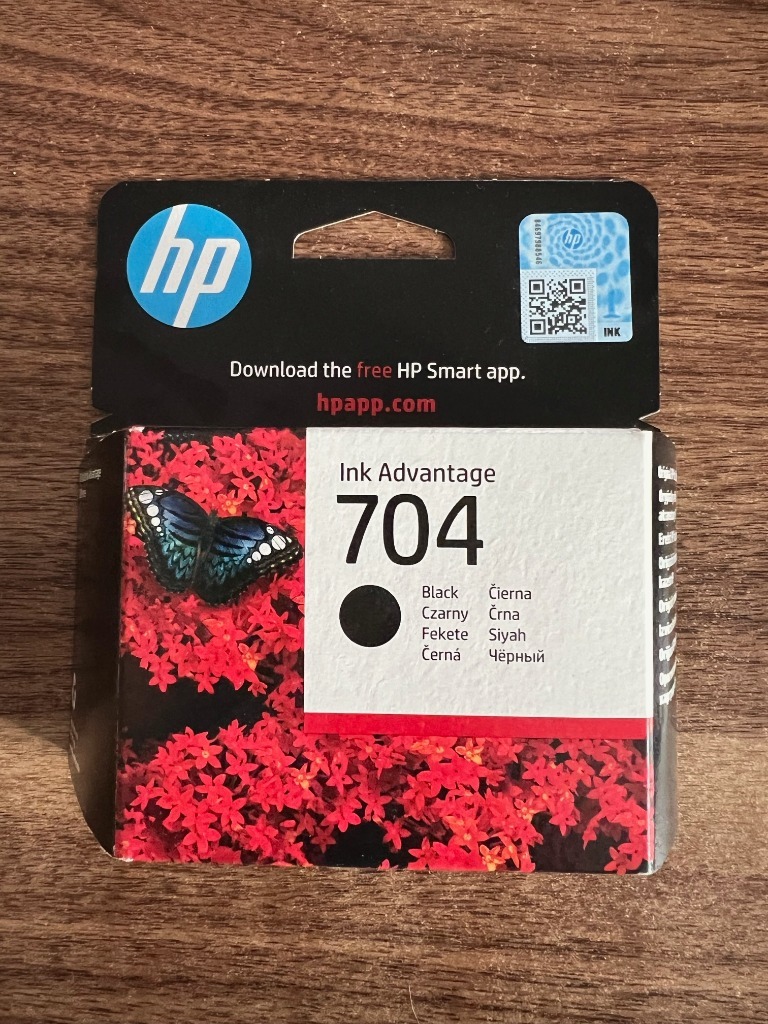 hp
hp
INK
Download the free HP Smart app.
hpapp.com
Ink Advantage
704
Black Čierna
Czarny Črna
Fekete Siyah
Černá Чёрный